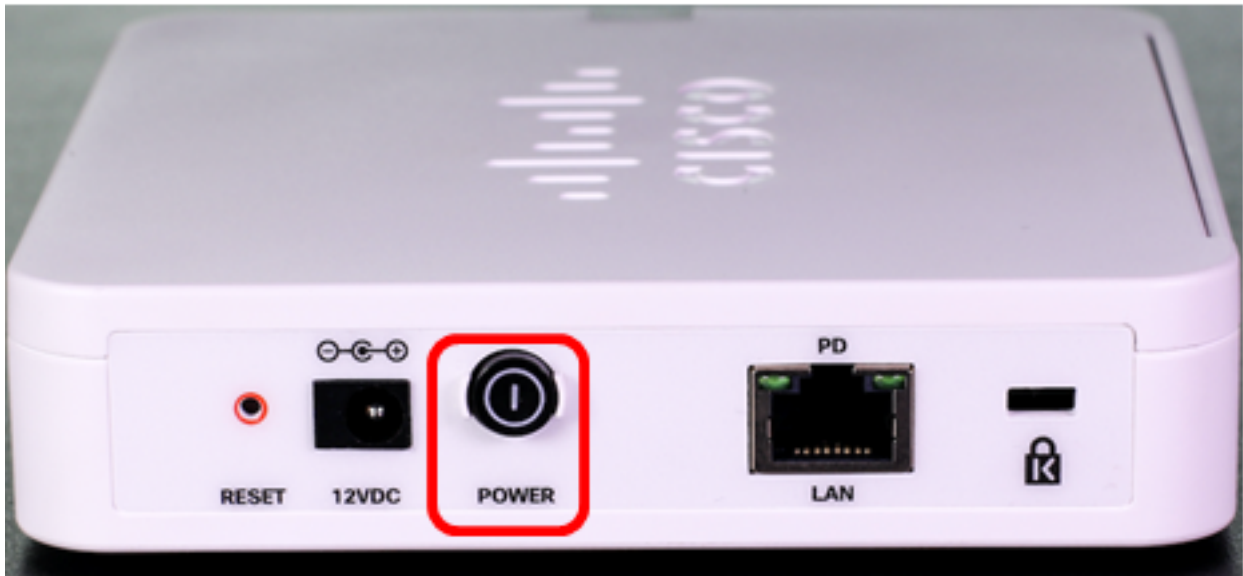 CISCO
PD
RESET
12VDC
POWER
LAN
K